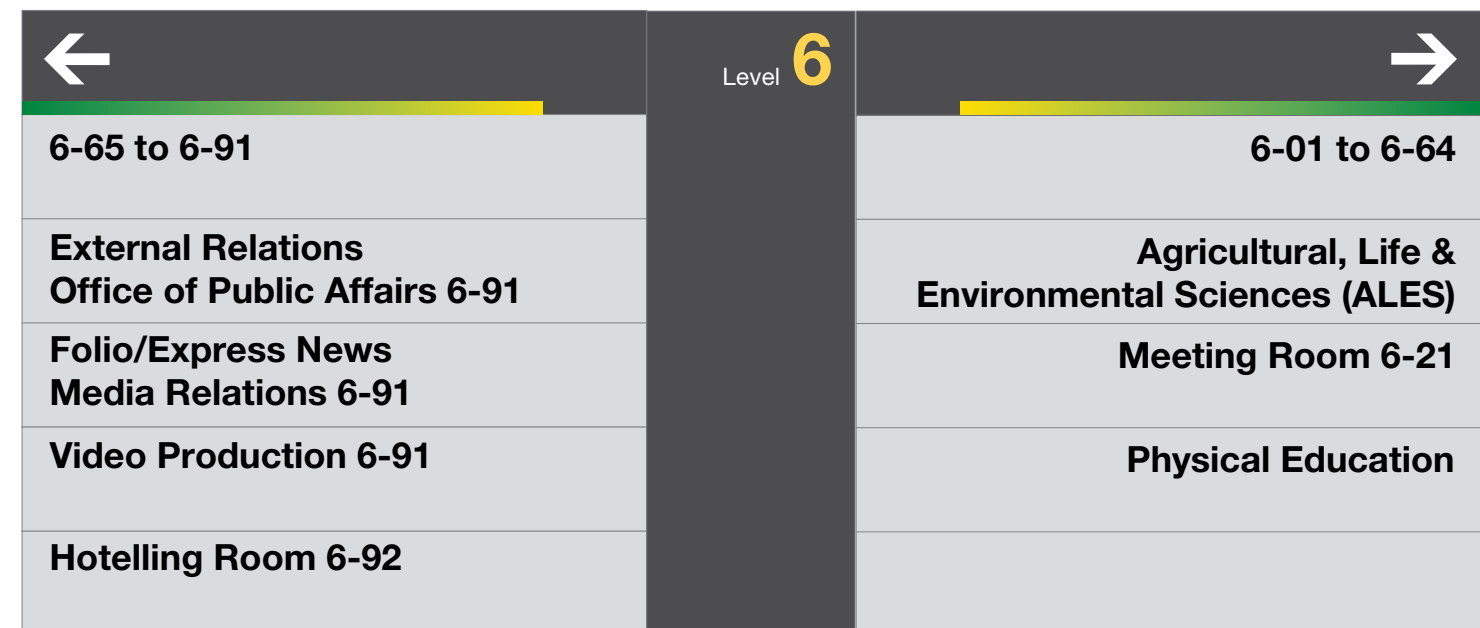 Level 6
6-65 to 6-91
External Relations
Office of Public Affairs 6-91
Folio/Express News
Media Relations 6-91
Video Production 6-91
Hotelling Room 6-92
6-01 to 6-64
Agricultural, Life &
Environmental Sciences (ALES)
Meeting Room 6-21
Physical Education